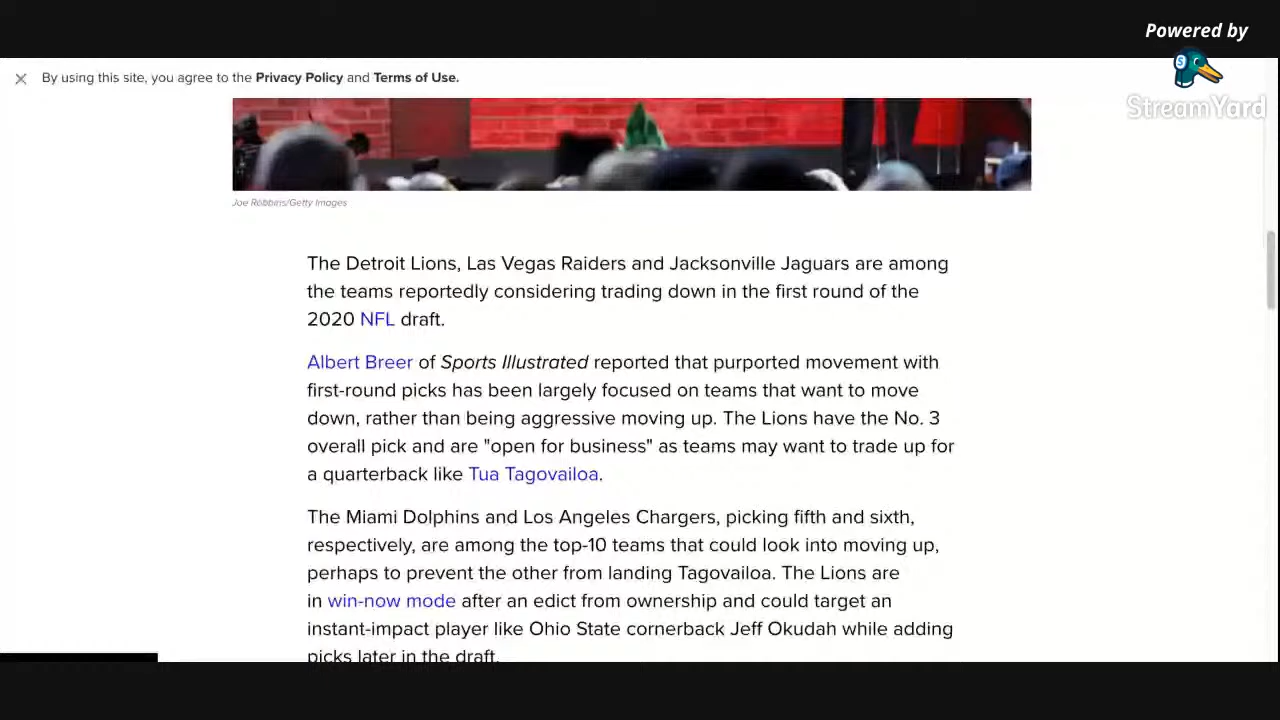 Powered by
StreamYard
By using this site, you agree to the Privacy Policy and Terms of Use.
Joe Robbins/Getty Images
The Detroit Lions, Las Vegas Raiders and Jacksonville Jaguars are among
the teams reportedly considering trading down in the first round of the
2020 NFL draft.
Albert Breer of Sports Illustrated reported that purported movement with
first-round picks has been largely focused on teams that want to move
down, rather than being aggressive moving up. The Lions have the No. 3
overall pick and are "open for business" as teams may want to trade up for
a quarterback like Tua Tagovailoa.
The Miami Dolphins and Los Angeles Chargers, picking fifth and sixth,
respectively, are among the top-10 teams that could look into moving up,
perhaps to prevent the other from landing Tagovailoa. The Lions are
in win-now mode after an edict from ownership and could target an
instant-impact player like Ohio State cornerback Jeff Okudah while adding
picks later in the draft.